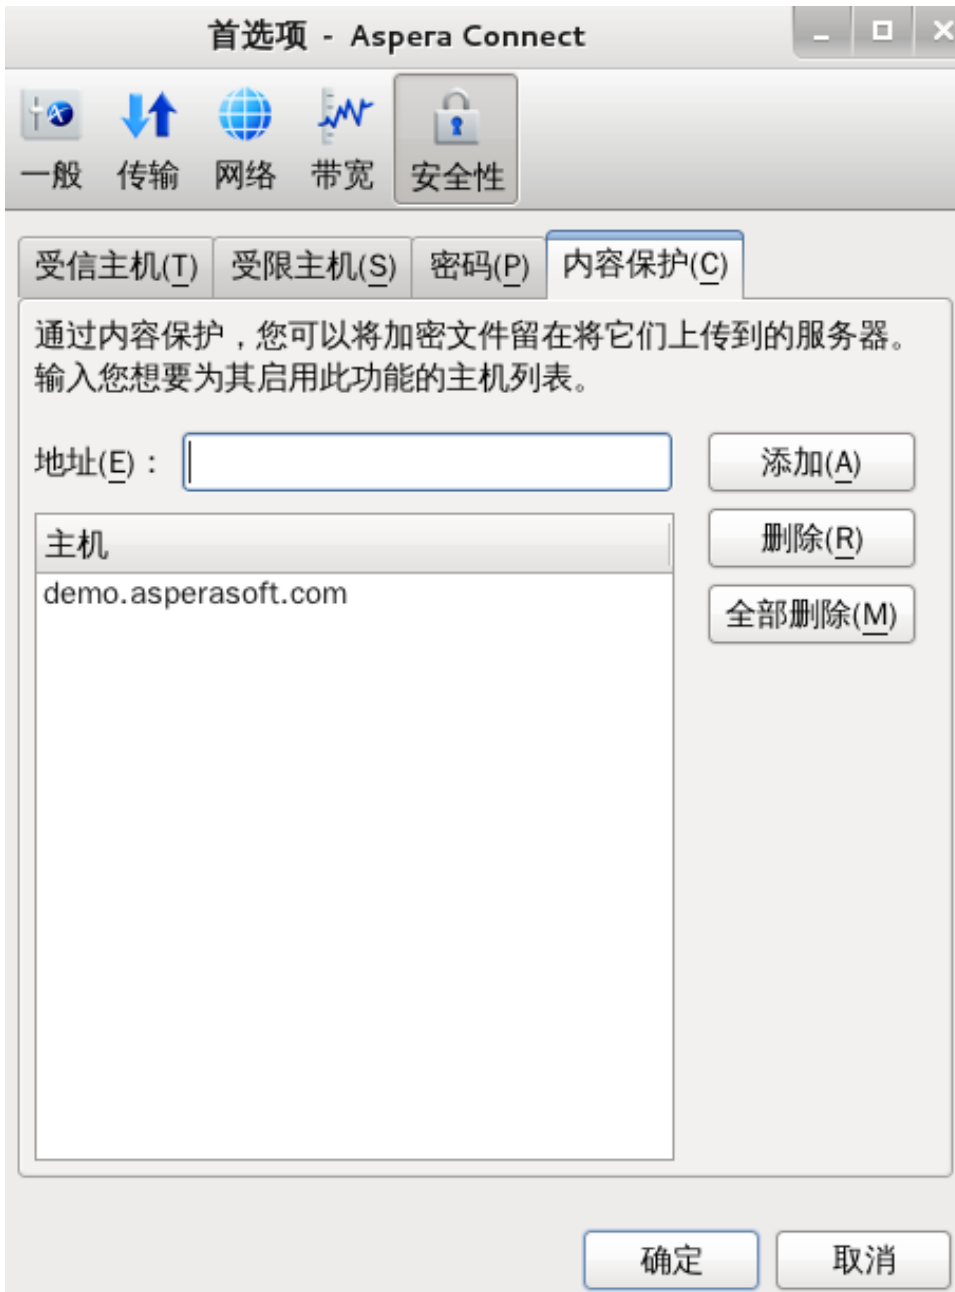 首选项 - Aspera Connect
一般 传输 网络 带宽 安全性
受信主机(T) 受限主机(S) 密码(P) 内容保护(C)
通过内容保护，您可以将加密文件留在将它们上传到的服务器。
输入您想要为其启用此功能的主机列表。
地址(E)： 添加(A)
主机 删除(R)
demo.asperasoft.com 全部删除(M)
确定 取消